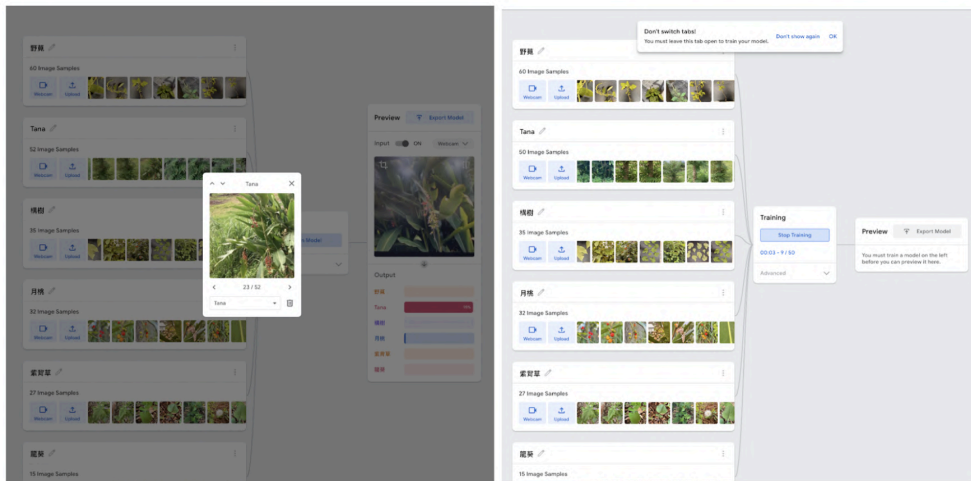 野蕉
60 Image Samples
Webcam
Upload
Tana
52 Image Samples
Webcam
Upload
構樹
35 Image Samples
Webcam
Upload
月桃
32 Image Samples
Webcam
Upload
紫背草
27 Image Samples
Webcam
Upload
龍葵
15 Image Samples
Tana
23 / 52
Tana
Preview
Export Model
Input
ON
Webcam
Output
Tana
構樹
月桃
紫背草
龍葵
Don't switch tabs!
You must leave this tab open to train your model.
Don't show again
OK
60 Image Samples
Webcam
Upload
Tana
50 Image Samples
Webcam
Upload
構樹
35 Image Samples
Webcam
Upload
月桃
32 Image Samples
Webcam
Upload
紫背草
27 Image Samples
Webcam
Upload
龍葵
15 Image Samples
Training
Stop Training
00:03 - 9 / 50
Advanced
Preview
Export Model
You must train a model on the left
before you can preview it here.